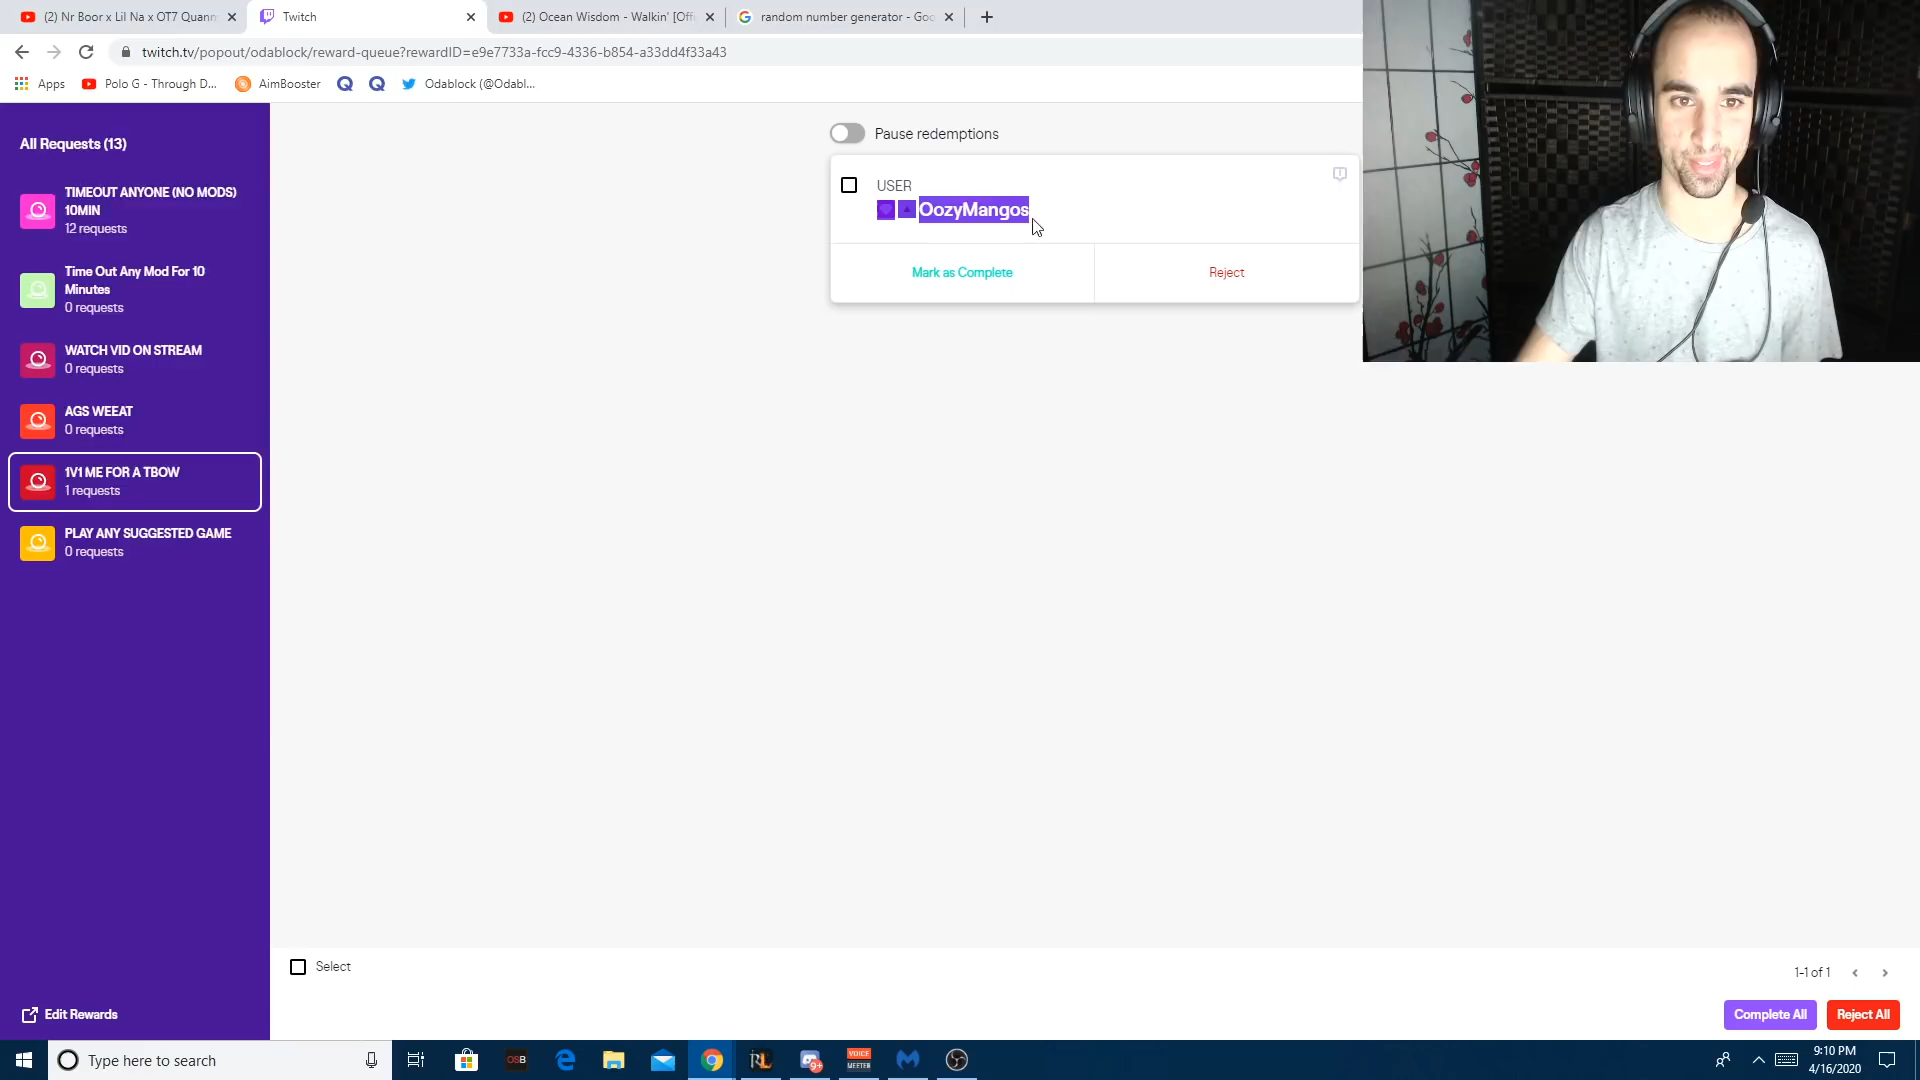 (2) Nr Boor x Lil Na x OT7 Quann
Twitch
(2) Ocean Wisdom - Walkin' [Offi
random number generator - Goo
twitch.tv/popout/odablock/reward-queue?rewardID=e9e7733a-fcc9-4336-b854-a33dd4f33a43
Apps
Polo G - Through D...
AimBooster
Odablock (@Odabl...
All Requests (13)
TIMEOUT ANYONE (NO MODS)
10MIN
12 requests
Time Out Any Mod For 10
Minutes
0 requests
WATCH VID ON STREAM
0 requests
AGS WEEAT
0 requests
1V1 ME FOR A TBOW
1 requests
PLAY ANY SUGGESTED GAME
0 requests
Edit Rewards
Pause redemptions
USER
OozyMangos
Mark as Complete
Reject
Select
1-1 of 1
Complete All
Reject All
Type here to search
OSB
RL
9+
VOICE
MEETER
9:10 PM
4/16/2020